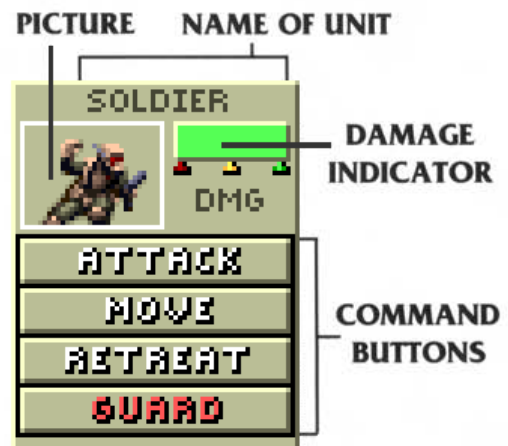 PICTURE
NAME OF UNIT
SOLDIER
DAMAGE
INDICATOR
DMG
ATTACK
MOVE
RETREAT
GUARD
COMMAND
BUTTONS